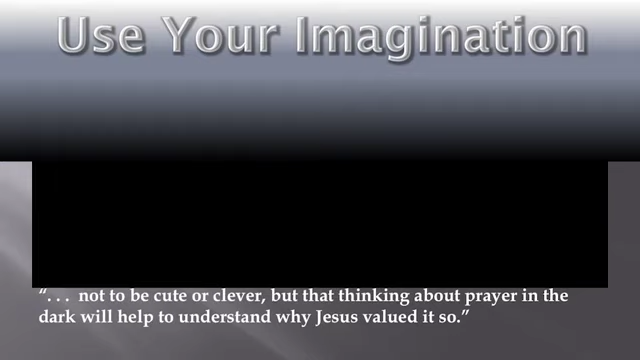 Use Your Imagination
“. . .  not to be cute or clever, but that thinking about prayer in the
dark will help to understand why Jesus valued it so.”